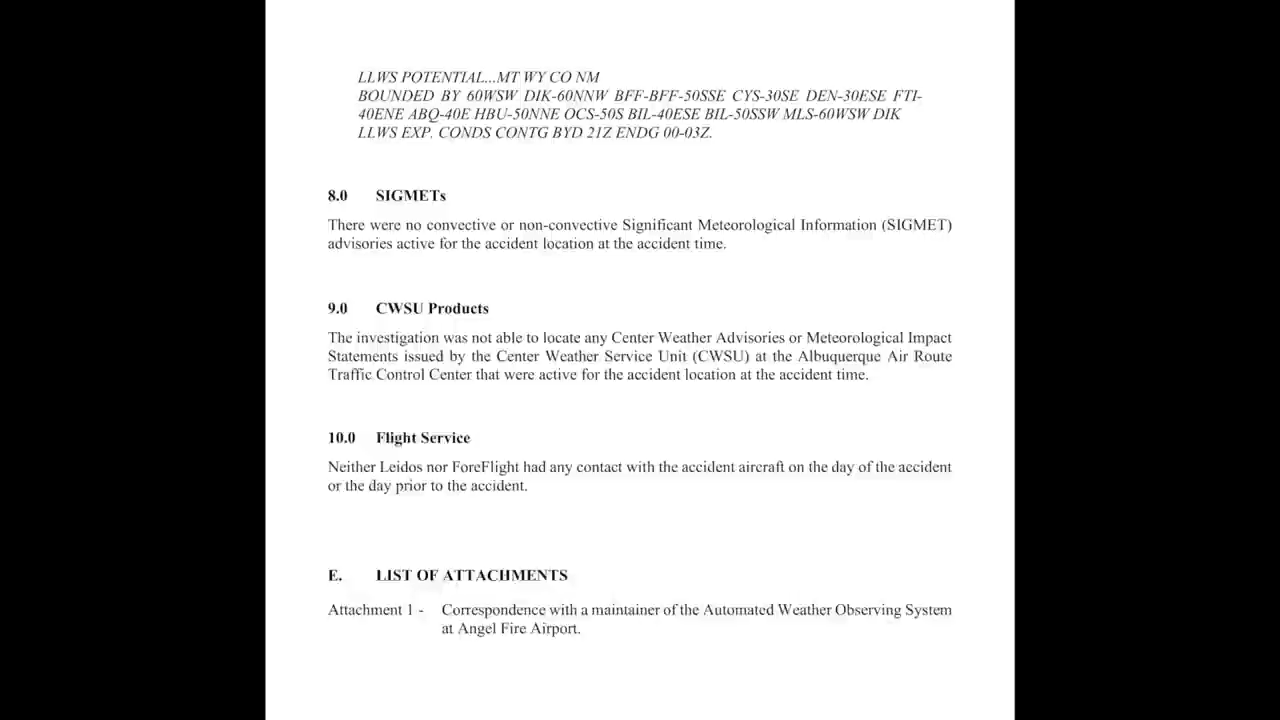 LLWS POTENTIAL...MT WY CO NM
BOUNDED BY 60WSW DIK-60NNW BFF-BFF-50SSE CYS-30SE DEN-30ESE FTI-
40ENE ABQ-40E HBU-50NNE OCS-50S BIL-40ESE BIL-50SSW MLS-60WSW DIK
LLWS EXP. CONDS CONTG BYD 21Z ENDG 00-03Z.
8.0 SIGMETs
There were no convective or non-convective Significant Meteorological Information (SIGMET)
advisories active for the accident location at the accident time.
9.0 CWSU Products
The investigation was not able to locate any Center Weather Advisories or Meteorological Impact
Statements issued by the Center Weather Service Unit (CWSU) at the Albuquerque Air Route
Traffic Control Center that were active for the accident location at the accident time.
10.0 Flight Service
Neither Leidos nor ForeFlight had any contact with the accident aircraft on the day of the accident
or the day prior to the accident.
E. LIST OF ATTACHMENTS
Attachment 1 - Correspondence with a maintainer of the Automated Weather Observing System
at Angel Fire Airport.